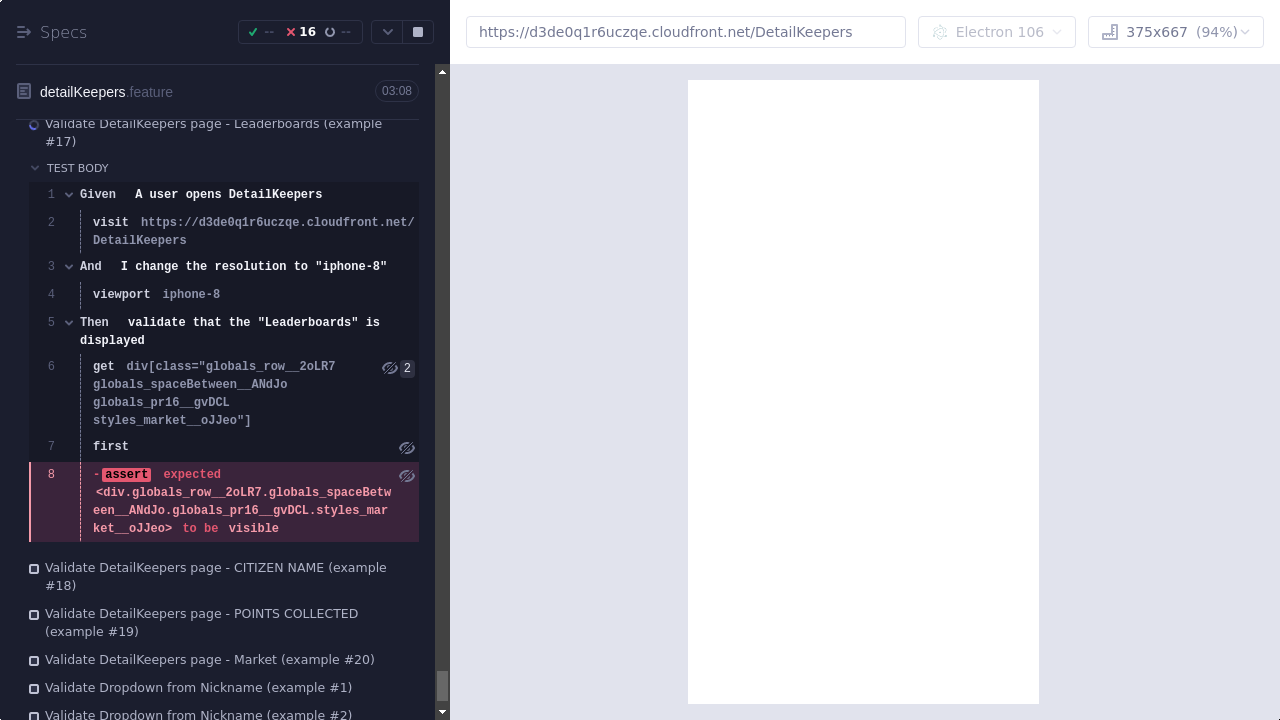 Specs
-- 16 --
https://d3de0q1r6uczqe.cloudfront.net/DetailKeepers
Electron 106
375x667 (94%)
detailKeepers.feature
03:08
Validate DetailKeepers page - Leaderboards (example
#17)
TEST BODY
1 Given A user opens DetailKeepers
2 visit https://d3de0q1r6uczqe.cloudfront.net/
DetailKeepers
3 And I change the resolution to "iphone-8"
4 viewport iphone-8
5 Then validate that the "Leaderboards" is
displayed
6 get div[class="globals_row__2oLR7 2
globals_spaceBetween__ANdJo
globals_pr16__gvDCL
styles_market__oJJeo"]
7 first
8 -assert expected
<div.globals_row__2oLR7.globals_spaceBetw
een__ANdJo.globals_pr16__gvDCL.styles_mar
ket__oJJeo> to be visible
Validate DetailKeepers page - CITIZEN NAME (example
#18)
Validate DetailKeepers page - POINTS COLLECTED
(example #19)
Validate DetailKeepers page - Market (example #20)
Validate Dropdown from Nickname (example #1)
Validate Dropdown from Nickname (example #2)